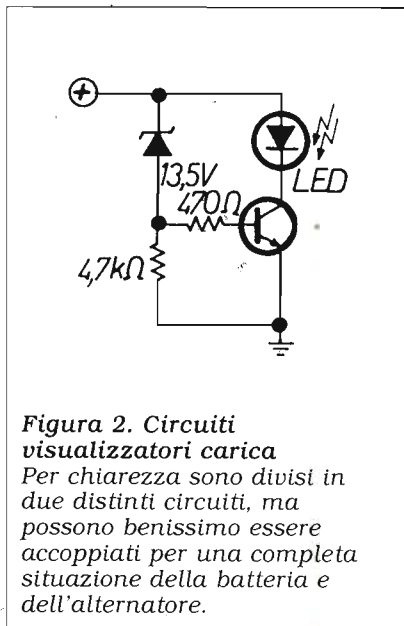 +
13,5V
470Ω
LED
4,7kΩ
Figura 2. Circuiti
visualizzatori carica
Per chiarezza sono divisi in
due distinti circuiti, ma
possono benissimo essere
accoppiati per una completa
situazione della batteria e
dell'alternatore.